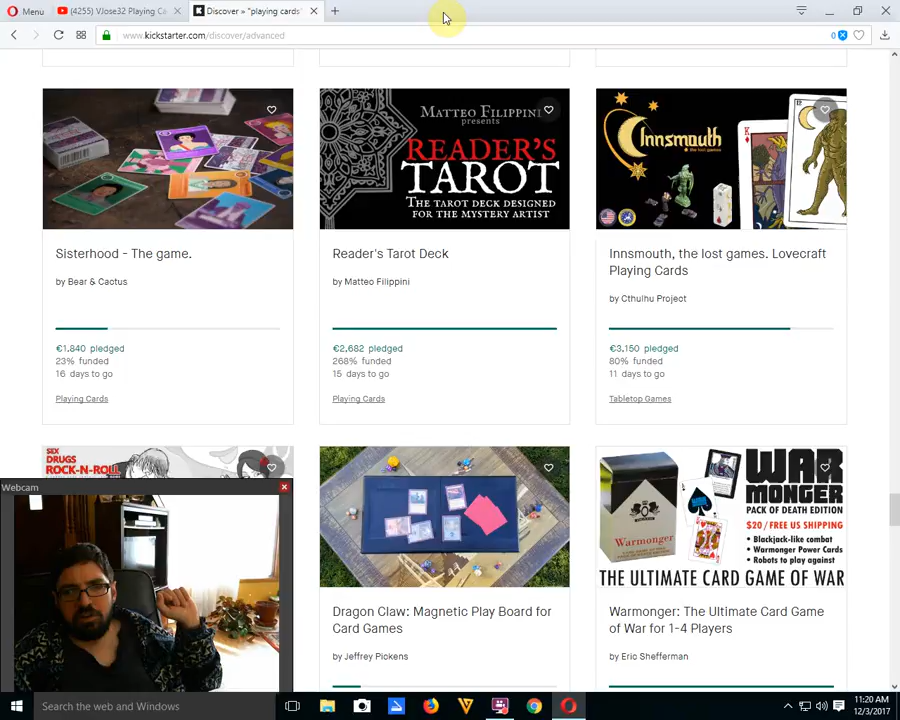 Menu
(4255) VJose32 Playing Ca
Discover » "playing cards"
www.kickstarter.com/discover/advanced
0
MATTEO FILIPPINI
presents
READER'S
TAROT
THE TAROT DECK DESIGNED
FOR THE MYSTERY ARTIST
Innsmouth
the lost games
Sisterhood - The game.
Reader's Tarot Deck
Innsmouth, the lost games. Lovecraft
Playing Cards
by Bear & Cactus
by Matteo Filippini
by Cthulhu Project
€1,840 pledged
€2,682 pledged
€3,150 pledged
23% funded
268% funded
80% funded
16 days to go
15 days to go
11 days to go
Playing Cards
Playing Cards
Tabletop Games
SEX
DRUGS
ROCK-N-ROLL
WAR
MONGER
PACK OF DEATH EDITION
$20 / FREE US SHIPPING
• Blackjack-like combat
• Warmonger Power Cards
• Robots to play against
Warmonger
THE ULTIMATE CARD GAME OF WAR
Webcam
Dragon Claw: Magnetic Play Board for
Card Games
Warmonger: The Ultimate Card Game
of War for 1-4 Players
by Jeffrey Pickens
by Eric Shefferman
Search the web and Windows
11:20 AM
12/3/2017